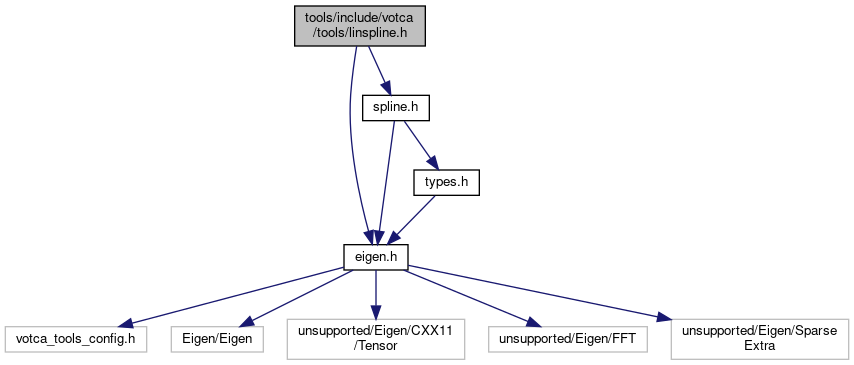 tools/include/votca
/tools/linspline.h
spline.h
types.h
eigen.h
votca_tools_config.h
Eigen/Eigen
unsupported/Eigen/CXX11
/Tensor
unsupported/Eigen/FFT
unsupported/Eigen/Sparse
Extra